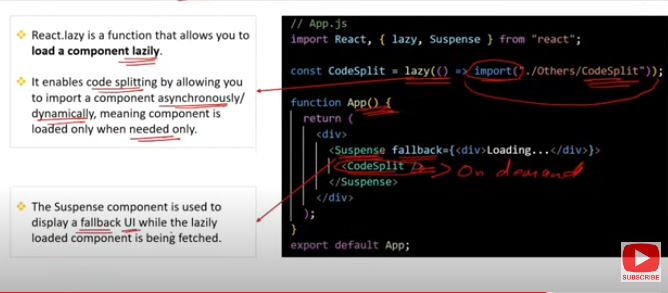 React.lazy is a function that allows you to
load a component lazily.
It enables code splitting by allowing you
to import a component asynchronously/
dynamically, meaning component is
loaded only when needed only.
The Suspense component is used to
display a fallback UI while the lazily
loaded component is being fetched.
// App.js
import React, { lazy, Suspense } from "react";
const CodeSplit = lazy(() => import("./Others/CodeSplit"));
function App() {
return (
<div>
<Suspense fallback={<div>Loading...</div>}>
<CodeSplit />
On demand
</Suspense>
</div>
);
}
export default App;
SUBSCRIBE